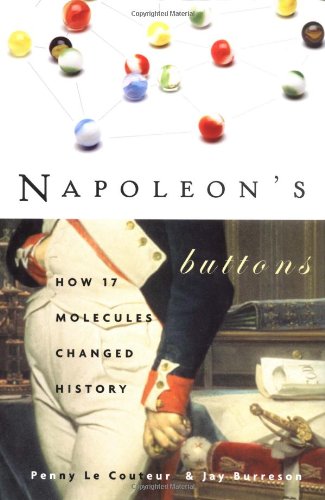 NAPOLEON'S
buttons
HOW 17
MOLECULES
CHANGED
HISTORY
Penny Le Couteur & Jay Burreson